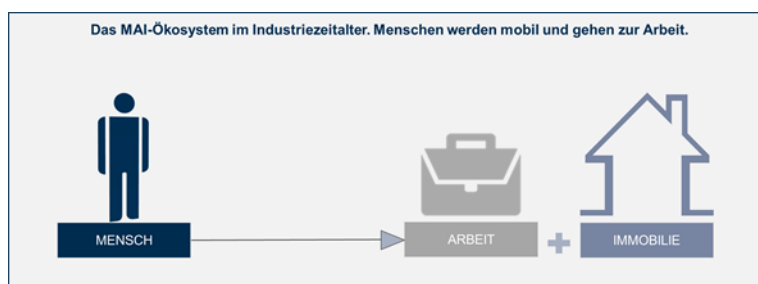 Das MAI-Ökosystem im Industriezeitalter. Menschen werden mobil und gehen zur Arbeit.
MENSCH
ARBEIT
IMMOBILIE